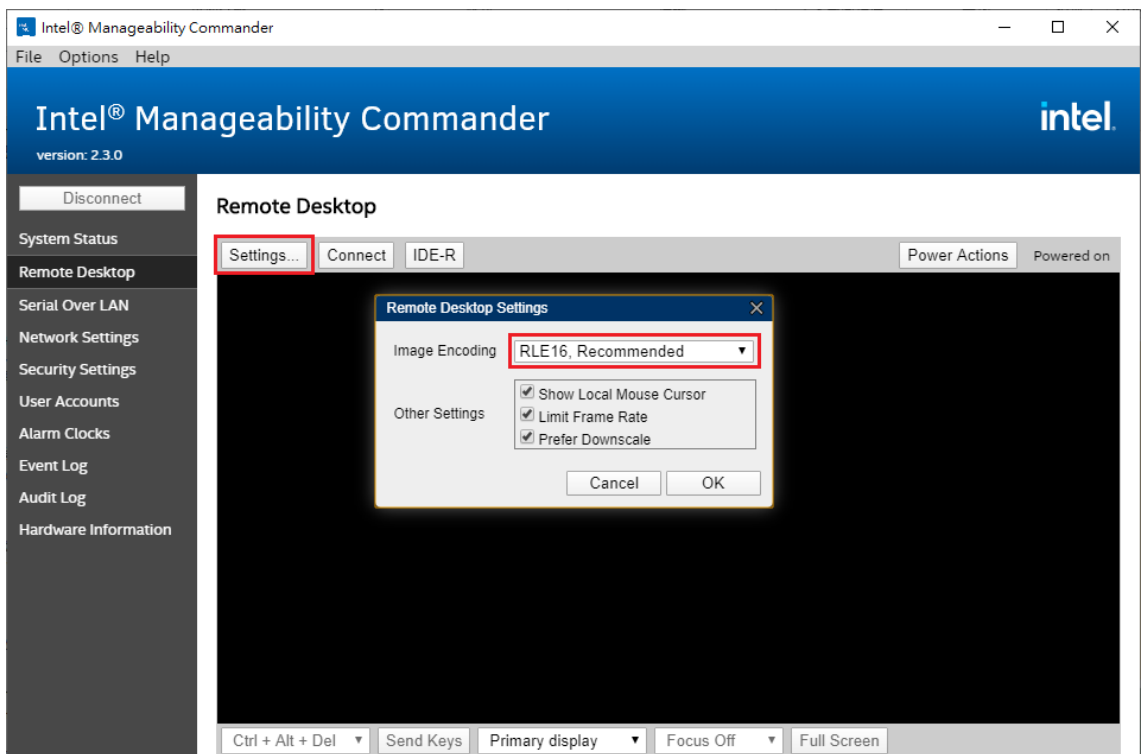 Intel® Manageability Commander
File Options Help
Intel® Manageability Commander
intel.
version: 2.3.0
Disconnect
System Status
Remote Desktop
Serial Over LAN
Network Settings
Security Settings
User Accounts
Alarm Clocks
Event Log
Audit Log
Hardware Information
Remote Desktop
Settings... Connect IDE-R Power Actions Powered on
Remote Desktop Settings
Image Encoding RLE16, Recommended
Other Settings
Show Local Mouse Cursor
Limit Frame Rate
Prefer Downscale
Cancel OK
Ctrl + Alt + Del Send Keys Primary display Focus Off Full Screen